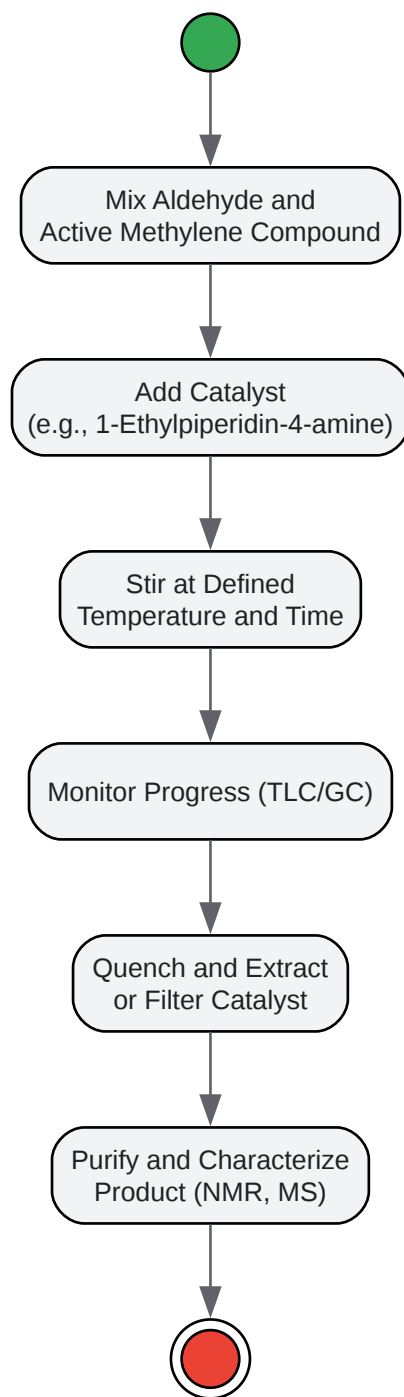 Mix Aldehyde and
Active Methylene Compound
Add Catalyst
(e.g., 1-Ethylpiperidin-4-amine)
Stir at Defined
Temperature and Time
Monitor Progress (TLC/GC)
Quench and Extract
or Filter Catalyst
Purify and Characterize
Product (NMR, MS)